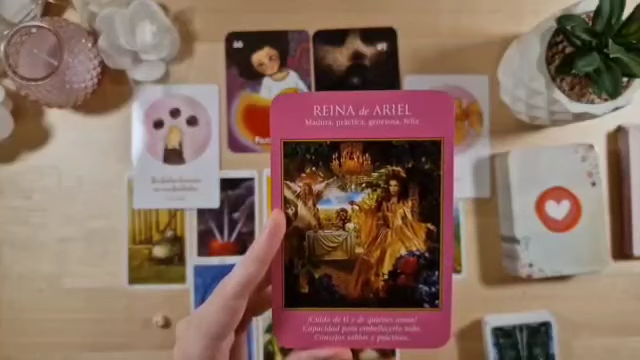 REINA de ARIEL
Madura, práctica, generosa, feliz
¡Cuida de ti y de quienes amas!
Capacidad para embellecerlo todo.
Consejos sabios y prácticos.